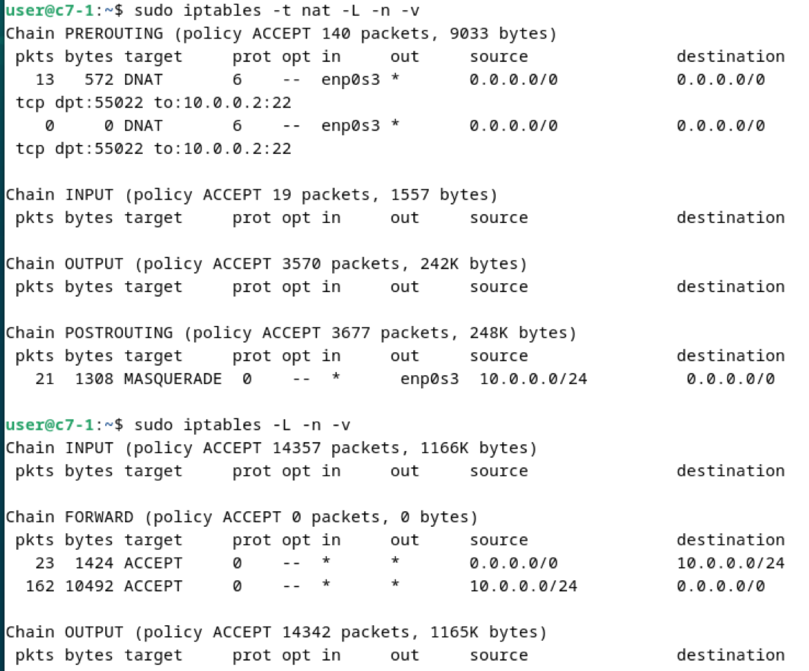 user@c7-1:~$ sudo iptables -t nat -L -n -v
Chain PREROUTING (policy ACCEPT 140 packets, 9033 bytes)
 pkts bytes target     prot opt in     out     source               destination
   13   572 DNAT       6    --  enp0s3 *       0.0.0.0/0            0.0.0.0/0
 tcp dpt:55022 to:10.0.0.2:22
    0     0 DNAT       6    --  enp0s3 *       0.0.0.0/0            0.0.0.0/0
 tcp dpt:55022 to:10.0.0.2:22

Chain INPUT (policy ACCEPT 19 packets, 1557 bytes)
 pkts bytes target     prot opt in     out     source               destination

Chain OUTPUT (policy ACCEPT 3570 packets, 242K bytes)
 pkts bytes target     prot opt in     out     source               destination

Chain POSTROUTING (policy ACCEPT 3677 packets, 248K bytes)
 pkts bytes target     prot opt in     out     source               destination
   21  1308 MASQUERADE  0    --  *      enp0s3  10.0.0.0/24          0.0.0.0/0

user@c7-1:~$ sudo iptables -L -n -v
Chain INPUT (policy ACCEPT 14357 packets, 1166K bytes)
 pkts bytes target     prot opt in     out     source               destination

Chain FORWARD (policy ACCEPT 0 packets, 0 bytes)
 pkts bytes target     prot opt in     out     source               destination
   23  1424 ACCEPT     0    --  *      *       0.0.0.0/0            10.0.0.0/24
  162 10492 ACCEPT     0    --  *      *       10.0.0.0/24          0.0.0.0/0

Chain OUTPUT (policy ACCEPT 14342 packets, 1165K bytes)
 pkts bytes target     prot opt in     out     source               destination